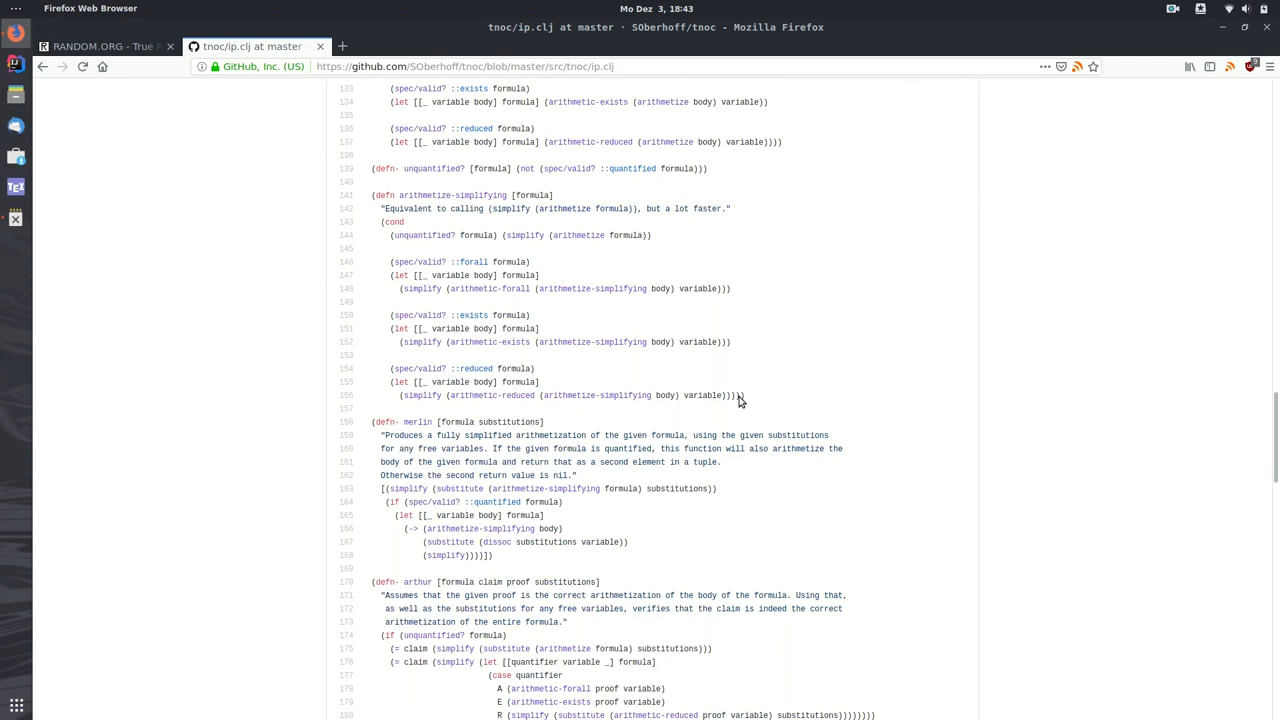 Firefox Web Browser
Mo Dez 3, 18:43
tnoc/ip.clj at master · SOberhoff/tnoc - Mozilla Firefox
RANDOM.ORG - True R
tnoc/ip.clj at master ·
GitHub, Inc. (US)
https://github.com/SOberhoff/tnoc/blob/master/src/tnoc/ip.clj
133 (spec/valid? ::exists formula)
134 (let [[_ variable body] formula] (arithmetic-exists (arithmetize body) variable))
135
136 (spec/valid? ::reduced formula)
137 (let [[_ variable body] formula] (arithmetic-reduced (arithmetize body) variable))))
138
139 (defn- unquantified? [formula] (not (spec/valid? ::quantified formula)))
140
141 (defn arithmetize-simplifying [formula]
142 "Equivalent to calling (simplify (arithmetize formula)), but a lot faster."
143 (cond
144 (unquantified? formula) (simplify (arithmetize formula))
145
146 (spec/valid? ::forall formula)
147 (let [[_ variable body] formula]
148 (simplify (arithmetic-forall (arithmetize-simplifying body) variable)))
149
150 (spec/valid? ::exists formula)
151 (let [[_ variable body] formula]
152 (simplify (arithmetic-exists (arithmetize-simplifying body) variable)))
153
154 (spec/valid? ::reduced formula)
155 (let [[_ variable body] formula]
156 (simplify (arithmetic-reduced (arithmetize-simplifying body) variable)))))
157
158 (defn- merlin [formula substitutions]
159 "Produces a fully simplified arithmetization of the given formula, using the given substitutions
160 for any free variables. If the given formula is quantified, this function will also arithmetize the
161 body of the given formula and return that as a second element in a tuple.
162 Otherwise the second return value is nil."
163 [(simplify (substitute (arithmetize-simplifying formula) substitutions))
164 (if (spec/valid? ::quantified formula)
165 (let [[_ variable body] formula]
166 (-> (arithmetize-simplifying body)
167 (substitute (dissoc substitutions variable))
168 (simplify))))])
169
170 (defn- arthur [formula claim proof substitutions]
171 "Assumes that the given proof is the correct arithmetization of the body of the formula. Using that,
172 as well as the substitutions for any free variables, verifies that the claim is indeed the correct
173 arithmetization of the entire formula."
174 (if (unquantified? formula)
175 (= claim (simplify (substitute (arithmetize formula) substitutions)))
176 (= claim (simplify (let [[quantifier variable _] formula]
177 (case quantifier
178 A (arithmetic-forall proof variable)
179 E (arithmetic-exists proof variable)
180 R (simplify (substitute (arithmetic-reduced proof variable) substitutions))))))))